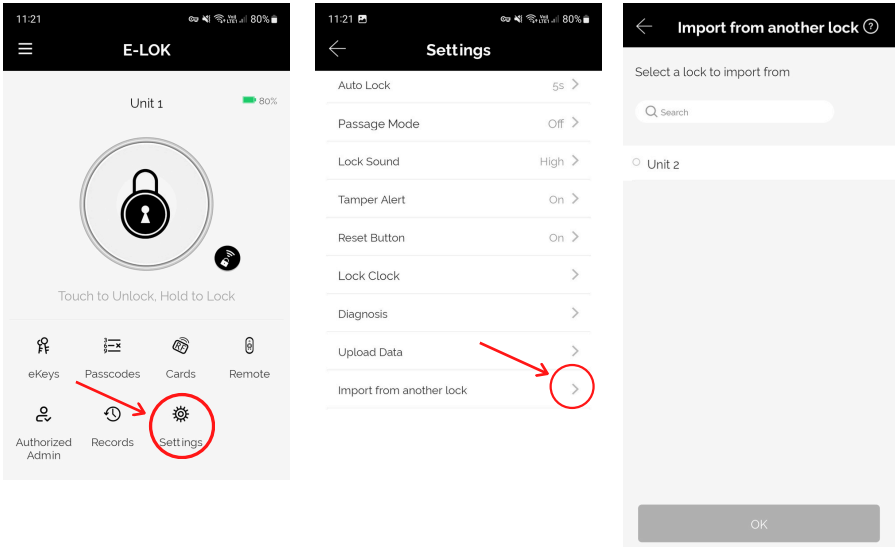 11:21
80%
E-LOK
Unit 1
80%
Touch to Unlock, Hold to Lock
eKeys
Passcodes
Cards
Remote
Authorized
Admin
Records
Settings
11:21
80%
Settings
Auto Lock 5s
Passage Mode Off
Lock Sound High
Tamper Alert On
Reset Button On
Lock Clock
Diagnosis
Upload Data
Import from another lock
Import from another lock ?
Select a lock to import from
Search
Unit 2
OK